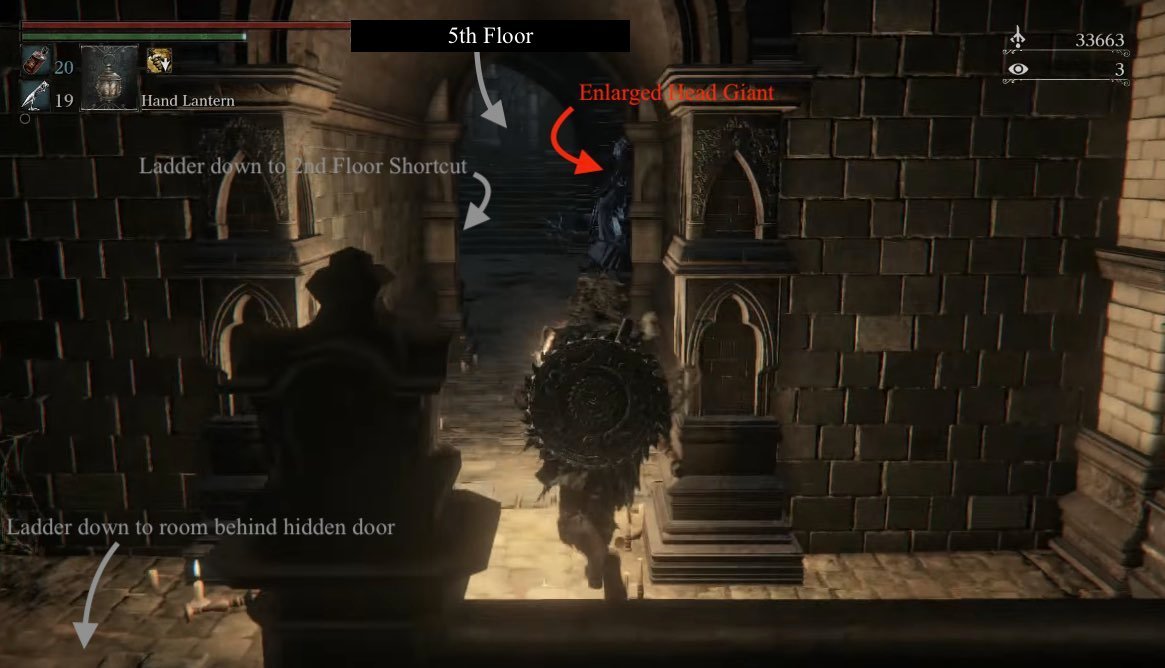 5th Floor
33663
20
3
Enlarged Head Giant
19
Hand Lantern
Ladder down to 2nd Floor Shortcut
Ladder down to room behind hidden door